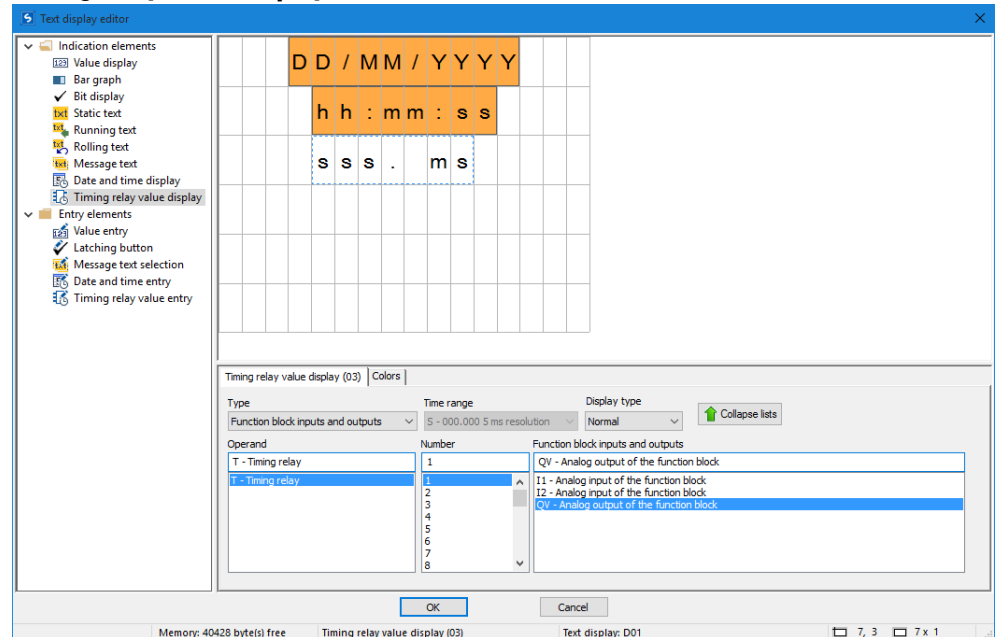 Text display editor
Indication elements
Value display
Bar graph
Bit display
Static text
Running text
Rolling text
Message text
Date and time display
Timing relay value display
Entry elements
Value entry
Latching button
Message text selection
Date and time entry
Timing relay value entry
DD/MM/YYYY
hh:mm:ss
sss. ms
Timing relay value display (03) Colors
Type Time range Display type
Function block inputs and outputs S - 000.000 5 ms resolution Normal Collapse lists
Operand Number Function block inputs and outputs
T - Timing relay 1 QV - Analog output of the function block
T - Timing relay 1 I1 - Analog input of the function block
2 I2 - Analog input of the function block
3 QV - Analog output of the function block
4
5
6
7
8
OK Cancel
Memory: 40428 byte(s) free Timing relay value display (03) Text display: D01 7, 3 7 x 1